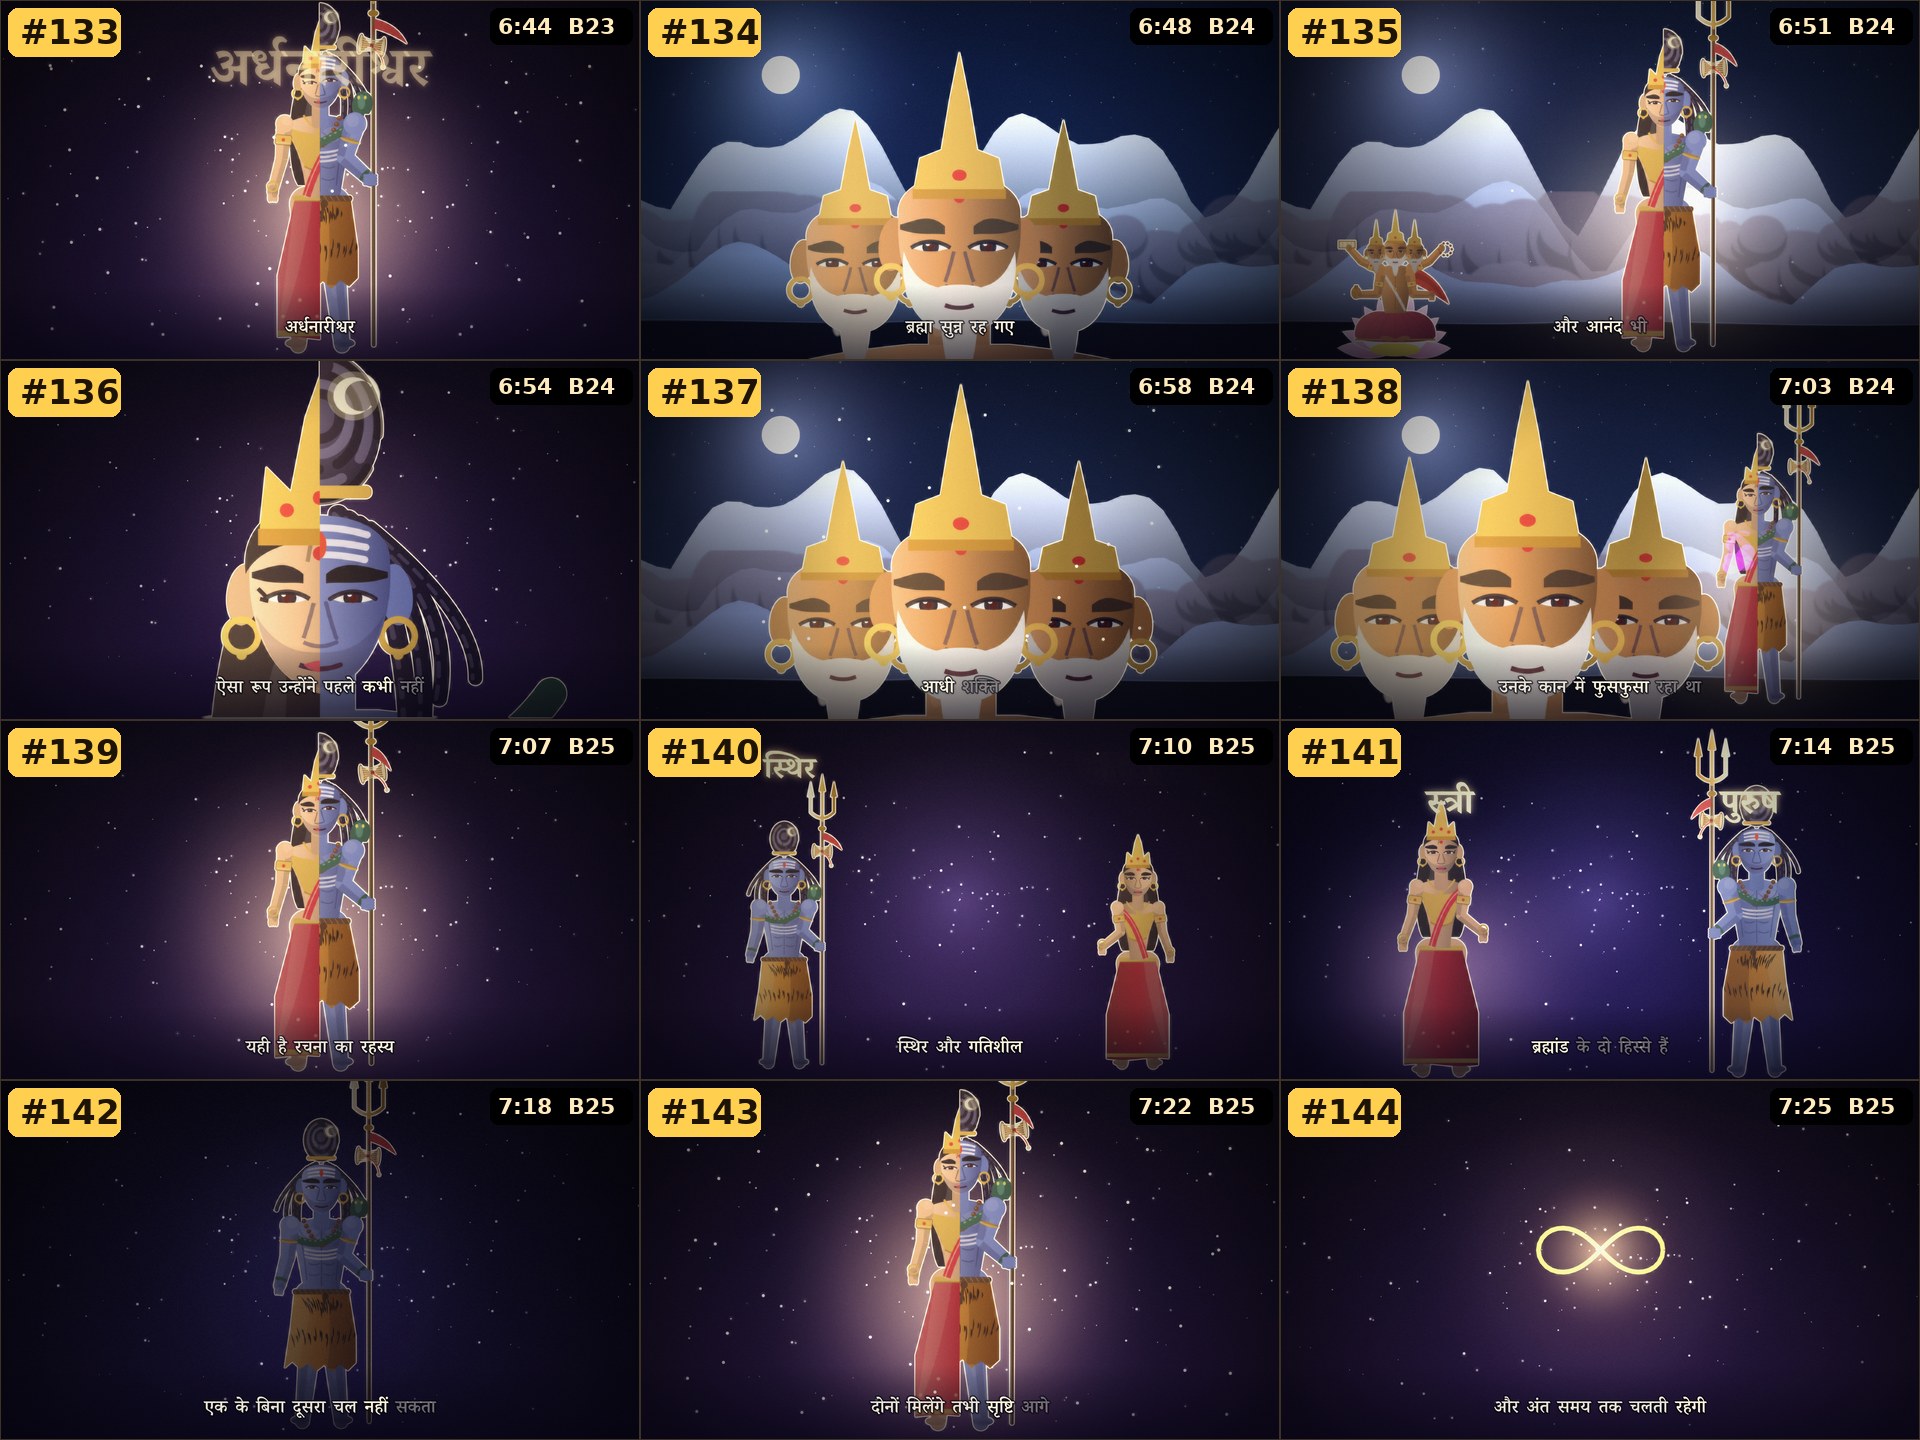 #133
6:44 B23
अर्धनारीश्वर
अर्धनारीश्वर
#134
6:48 B24
ब्रह्मा सुन्न रह गए
#135
6:51 B24
और आनंद भी
#136
6:54 B24
ऐसा रूप उन्होंने पहले कभी नहीं
#137
6:58 B24
आधी शक्ति
#138
7:03 B24
उनके कान में फुसफुसा रहा था
#139
7:07 B25
यही है रचना का रहस्य
#140
7:10 B25
स्थिर
स्थिर और गतिशील
#141
7:14 B25
स्त्री
पुरुष
ब्रह्मांड के दो हिस्से हैं
#142
7:18 B25
एक के बिना दूसरा चल नहीं सकता
#143
7:22 B25
दोनों मिलेंगे तभी सृष्टि आगे
#144
7:25 B25
और अंत समय तक चलती रहेगी